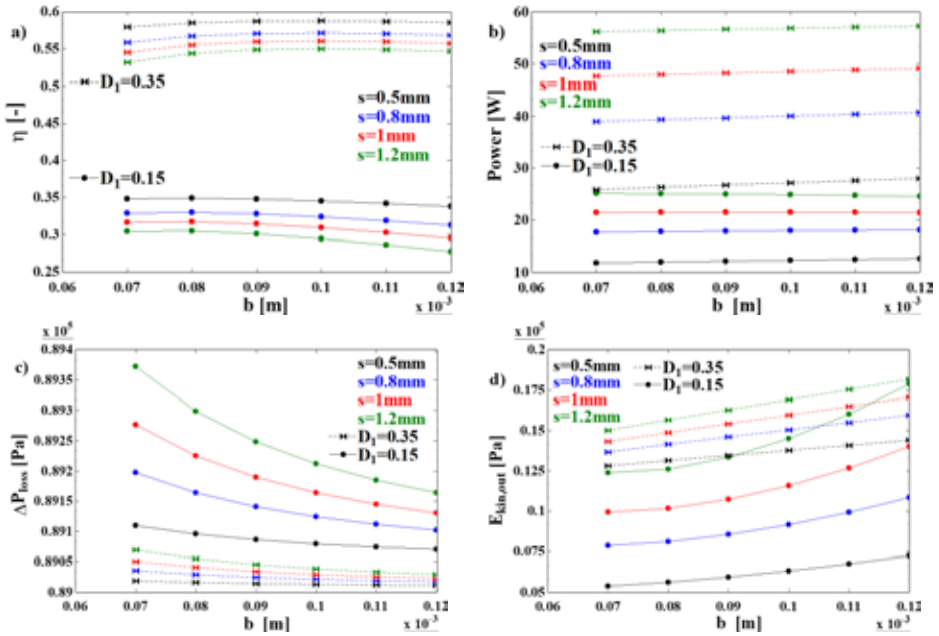 a)
η [-]
0.6
0.55
0.5
0.45
0.4
0.35
0.3
0.25
D₁=0.35
s=0.5mm
s=0.8mm
s=1mm
s=1.2mm
D₁=0.15
0.06 0.07 0.08 0.09 0.1 0.11 0.12
b [m]
x 10⁻³
b)
Power [W]
60
50
40
30
20
10
s=0.5mm
s=0.8mm
s=1mm
s=1.2mm
D₁=0.35
D₁=0.15
0.06 0.07 0.08 0.09 0.1 0.11 0.12
b [m]
x 10⁻³
x 10⁵
c)
ΔPloss [Pa]
0.894
0.8935
0.893
0.8925
0.892
0.8915
0.891
0.8905
0.89
s=0.5mm
s=0.8mm
s=1mm
s=1.2mm
D₁=0.35
D₁=0.15
0.06 0.07 0.08 0.09 0.1 0.11 0.12
b [m]
x 10⁻³
x 10⁵
d)
Ekin,out [Pa]
0.2
0.175
0.15
0.125
0.1
0.075
0.05
s=0.5mm
s=0.8mm
s=1mm
s=1.2mm
D₁=0.35
D₁=0.15
0.06 0.07 0.08 0.09 0.1 0.11 0.12
b [m]
x 10⁻³